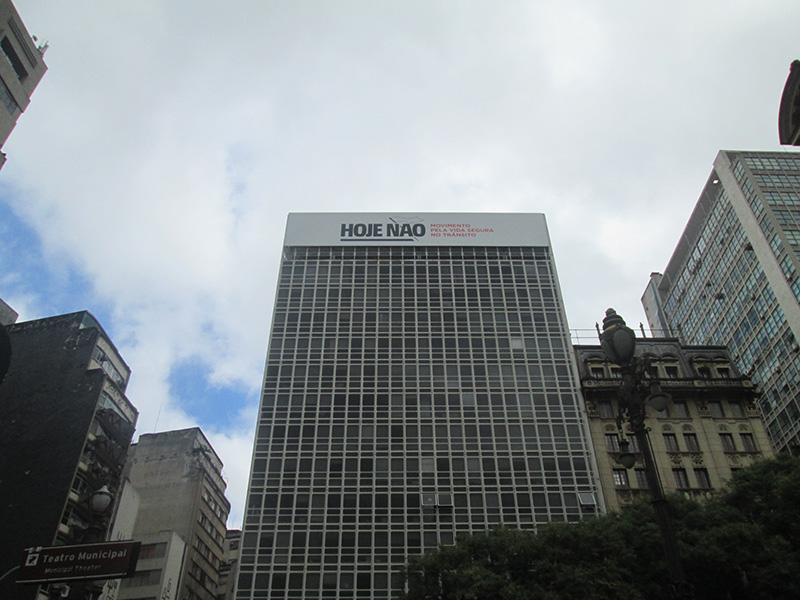 HOJE NÃO
MOVIMENTO
PELA VIDA SEGURA
NO TRÂNSITO
Teatro Municipal
Municipal Theater